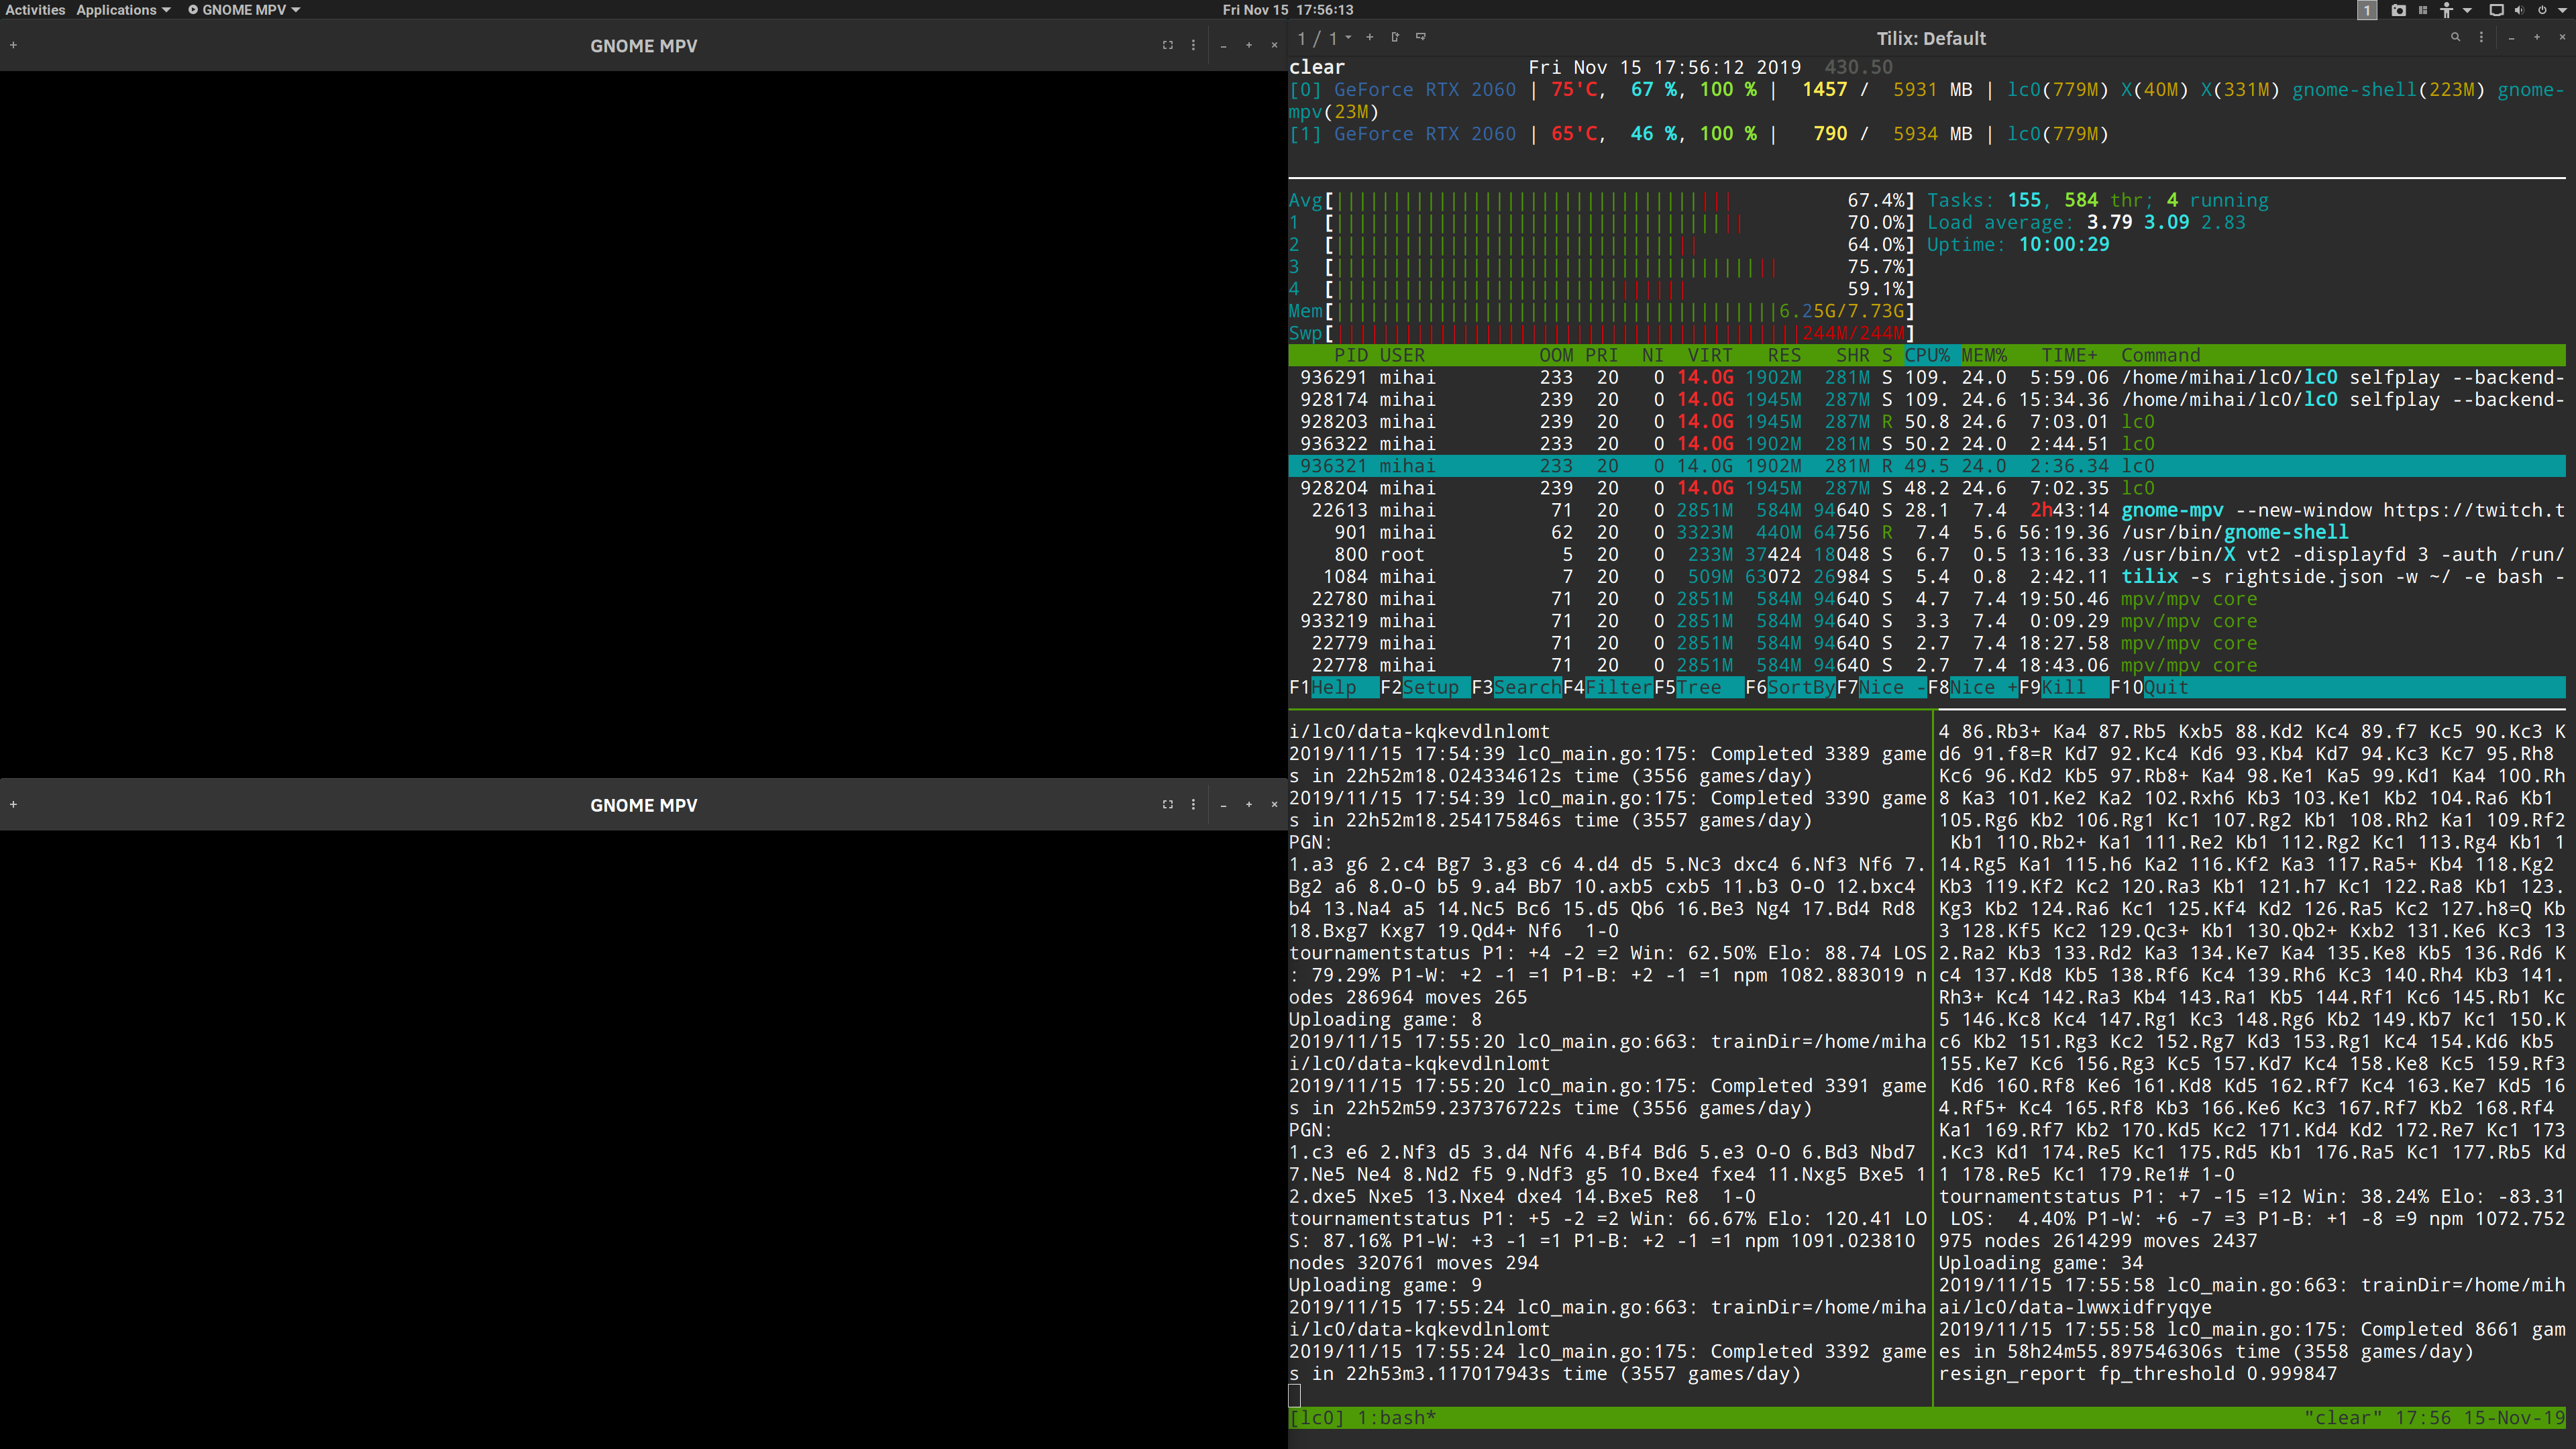 Activities Applications GNOME MPV Fri Nov 15 17:56:13 1
GNOME MPV
GNOME MPV
1 / 1 Tilix: Default
clear Fri Nov 15 17:56:12 2019 430.50
[0] GeForce RTX 2060 | 75'C, 67 %, 100 % | 1457 / 5931 MB | lc0(779M) X(40M) X(331M) gnome-shell(223M) gnome-
mpv(23M)
[1] GeForce RTX 2060 | 65'C, 46 %, 100 % | 790 / 5934 MB | lc0(779M)
Avg[ 67.4%] Tasks: 155, 584 thr; 4 running
1 [ 70.0%] Load average: 3.79 3.09 2.83
2 [ 64.0%] Uptime: 10:00:29
3 [ 75.7%]
4 [ 59.1%]
Mem[ 6.25G/7.73G]
Swp[ 244M/244M]
PID USER OOM PRI NI VIRT RES SHR S CPU% MEM% TIME+ Command
936291 mihai 233 20 0 14.0G 1902M 281M S 109. 24.0 5:59.06 /home/mihai/lc0/lc0 selfplay --backend-
928174 mihai 239 20 0 14.0G 1945M 287M S 109. 24.6 15:34.36 /home/mihai/lc0/lc0 selfplay --backend-
928203 mihai 239 20 0 14.0G 1945M 287M R 50.8 24.6 7:03.01 lc0
936322 mihai 233 20 0 14.0G 1902M 281M S 50.2 24.0 2:44.51 lc0
936321 mihai 233 20 0 14.0G 1902M 281M R 49.5 24.0 2:36.34 lc0
928204 mihai 239 20 0 14.0G 1945M 287M S 48.2 24.6 7:02.35 lc0
22613 mihai 71 20 0 2851M 584M 94640 S 28.1 7.4 2h43:14 gnome-mpv --new-window https://twitch.t
901 mihai 62 20 0 3323M 440M 64756 R 7.4 5.6 56:19.36 /usr/bin/gnome-shell
800 root 5 20 0 233M 37424 18048 S 6.7 0.5 13:16.33 /usr/bin/X vt2 -displayfd 3 -auth /run/
1084 mihai 7 20 0 509M 63072 26984 S 5.4 0.8 2:42.11 tilix -s rightside.json -w ~/ -e bash -
22780 mihai 71 20 0 2851M 584M 94640 S 4.7 7.4 19:50.46 mpv/mpv core
933219 mihai 71 20 0 2851M 584M 94640 S 3.3 7.4 0:09.29 mpv/mpv core
22779 mihai 71 20 0 2851M 584M 94640 S 2.7 7.4 18:27.58 mpv/mpv core
22778 mihai 71 20 0 2851M 584M 94640 S 2.7 7.4 18:43.06 mpv/mpv core
F1Help F2Setup F3SearchF4FilterF5Tree F6SortByF7Nice -F8Nice +F9Kill F10Quit
i/lc0/data-kqkevdlnlomt
2019/11/15 17:54:39 lc0_main.go:175: Completed 3389 game
s in 22h52m18.024334612s time (3556 games/day)
2019/11/15 17:54:39 lc0_main.go:175: Completed 3390 game
s in 22h52m18.254175846s time (3557 games/day)
PGN:
1.a3 g6 2.c4 Bg7 3.g3 c6 4.d4 d5 5.Nc3 dxc4 6.Nf3 Nf6 7.
Bg2 a6 8.O-O b5 9.a4 Bb7 10.axb5 cxb5 11.b3 O-O 12.bxc4
b4 13.Na4 a5 14.Nc5 Bc6 15.d5 Qb6 16.Be3 Ng4 17.Bd4 Rd8
18.Bxg7 Kxg7 19.Qd4+ Nf6 1-0
tournamentstatus P1: +4 -2 =2 Win: 62.50% Elo: 88.74 LOS
: 79.29% P1-W: +2 -1 =1 P1-B: +2 -1 =1 npm 1082.883019 n
odes 286964 moves 265
Uploading game: 8
2019/11/15 17:55:20 lc0_main.go:663: trainDir=/home/miha
i/lc0/data-kqkevdlnlomt
2019/11/15 17:55:20 lc0_main.go:175: Completed 3391 game
s in 22h52m59.237376722s time (3556 games/day)
PGN:
1.c3 e6 2.Nf3 d5 3.d4 Nf6 4.Bf4 Bd6 5.e3 O-O 6.Bd3 Nbd7
7.Ne5 Ne4 8.Nd2 f5 9.Ndf3 g5 10.Bxe4 fxe4 11.Nxg5 Bxe5 1
2.dxe5 Nxe5 13.Nxe4 dxe4 14.Bxe5 Re8 1-0
tournamentstatus P1: +5 -2 =2 Win: 66.67% Elo: 120.41 LO
S: 87.16% P1-W: +3 -1 =1 P1-B: +2 -1 =1 npm 1091.023810
nodes 320761 moves 294
Uploading game: 9
2019/11/15 17:55:24 lc0_main.go:663: trainDir=/home/miha
i/lc0/data-kqkevdlnlomt
2019/11/15 17:55:24 lc0_main.go:175: Completed 3392 game
s in 22h53m3.117017943s time (3557 games/day)
4 86.Rb3+ Ka4 87.Rb5 Kxb5 88.Kd2 Kc4 89.f7 Kc5 90.Kc3 K
d6 91.f8=R Kd7 92.Kc4 Kd6 93.Kb4 Kd7 94.Kc3 Kc7 95.Rh8
Kc6 96.Kd2 Kb5 97.Rb8+ Ka4 98.Ke1 Ka5 99.Kd1 Ka4 100.Rh
8 Ka3 101.Ke2 Ka2 102.Rxh6 Kb3 103.Ke1 Kb2 104.Ra6 Kb1
105.Rg6 Kb2 106.Rg1 Kc1 107.Rg2 Kb1 108.Rh2 Ka1 109.Rf2
Kb1 110.Rb2+ Ka1 111.Re2 Kb1 112.Rg2 Kc1 113.Rg4 Kb1 1
14.Rg5 Ka1 115.h6 Ka2 116.Kf2 Ka3 117.Ra5+ Kb4 118.Kg2
Kb3 119.Kf2 Kc2 120.Ra3 Kb1 121.h7 Kc1 122.Ra8 Kb1 123.
Kg3 Kb2 124.Ra6 Kc1 125.Kf4 Kd2 126.Ra5 Kc2 127.h8=Q Kb
3 128.Kf5 Kc2 129.Qc3+ Kb1 130.Qb2+ Kxb2 131.Ke6 Kc3 13
2.Ra2 Kb3 133.Rd2 Ka3 134.Ke7 Ka4 135.Ke8 Kb5 136.Rd6 K
c4 137.Kd8 Kb5 138.Rf6 Kc4 139.Rh6 Kc3 140.Rh4 Kb3 141.
Rh3+ Kc4 142.Ra3 Kb4 143.Ra1 Kb5 144.Rf1 Kc6 145.Rb1 Kc
5 146.Kc8 Kc4 147.Rg1 Kc3 148.Rg6 Kb2 149.Kb7 Kc1 150.K
c6 Kb2 151.Rg3 Kc2 152.Rg7 Kd3 153.Rg1 Kc4 154.Kd6 Kb5
155.Ke7 Kc6 156.Rg3 Kc5 157.Kd7 Kc4 158.Ke8 Kc5 159.Rf3
Kd6 160.Rf8 Ke6 161.Kd8 Kd5 162.Rf7 Kc4 163.Ke7 Kd5 16
4.Rf5+ Kc4 165.Rf8 Kb3 166.Ke6 Kc3 167.Rf7 Kb2 168.Rf4
Ka1 169.Rf7 Kb2 170.Kd5 Kc2 171.Kd4 Kd2 172.Re7 Kc1 173
.Kc3 Kd1 174.Re5 Kc1 175.Rd5 Kb1 176.Ra5 Kc1 177.Rb5 Kd
1 178.Re5 Kc1 179.Re1# 1-0
tournamentstatus P1: +7 -15 =12 Win: 38.24% Elo: -83.31
LOS: 4.40% P1-W: +6 -7 =3 P1-B: +1 -8 =9 npm 1072.752
975 nodes 2614299 moves 2437
Uploading game: 34
2019/11/15 17:55:58 lc0_main.go:663: trainDir=/home/mih
ai/lc0/data-lwwxidfryqye
2019/11/15 17:55:58 lc0_main.go:175: Completed 8661 gam
es in 58h24m55.897546306s time (3558 games/day)
resign_report fp_threshold 0.999847
[lc0] 1:bash* "clear" 17:56 15-Nov-19